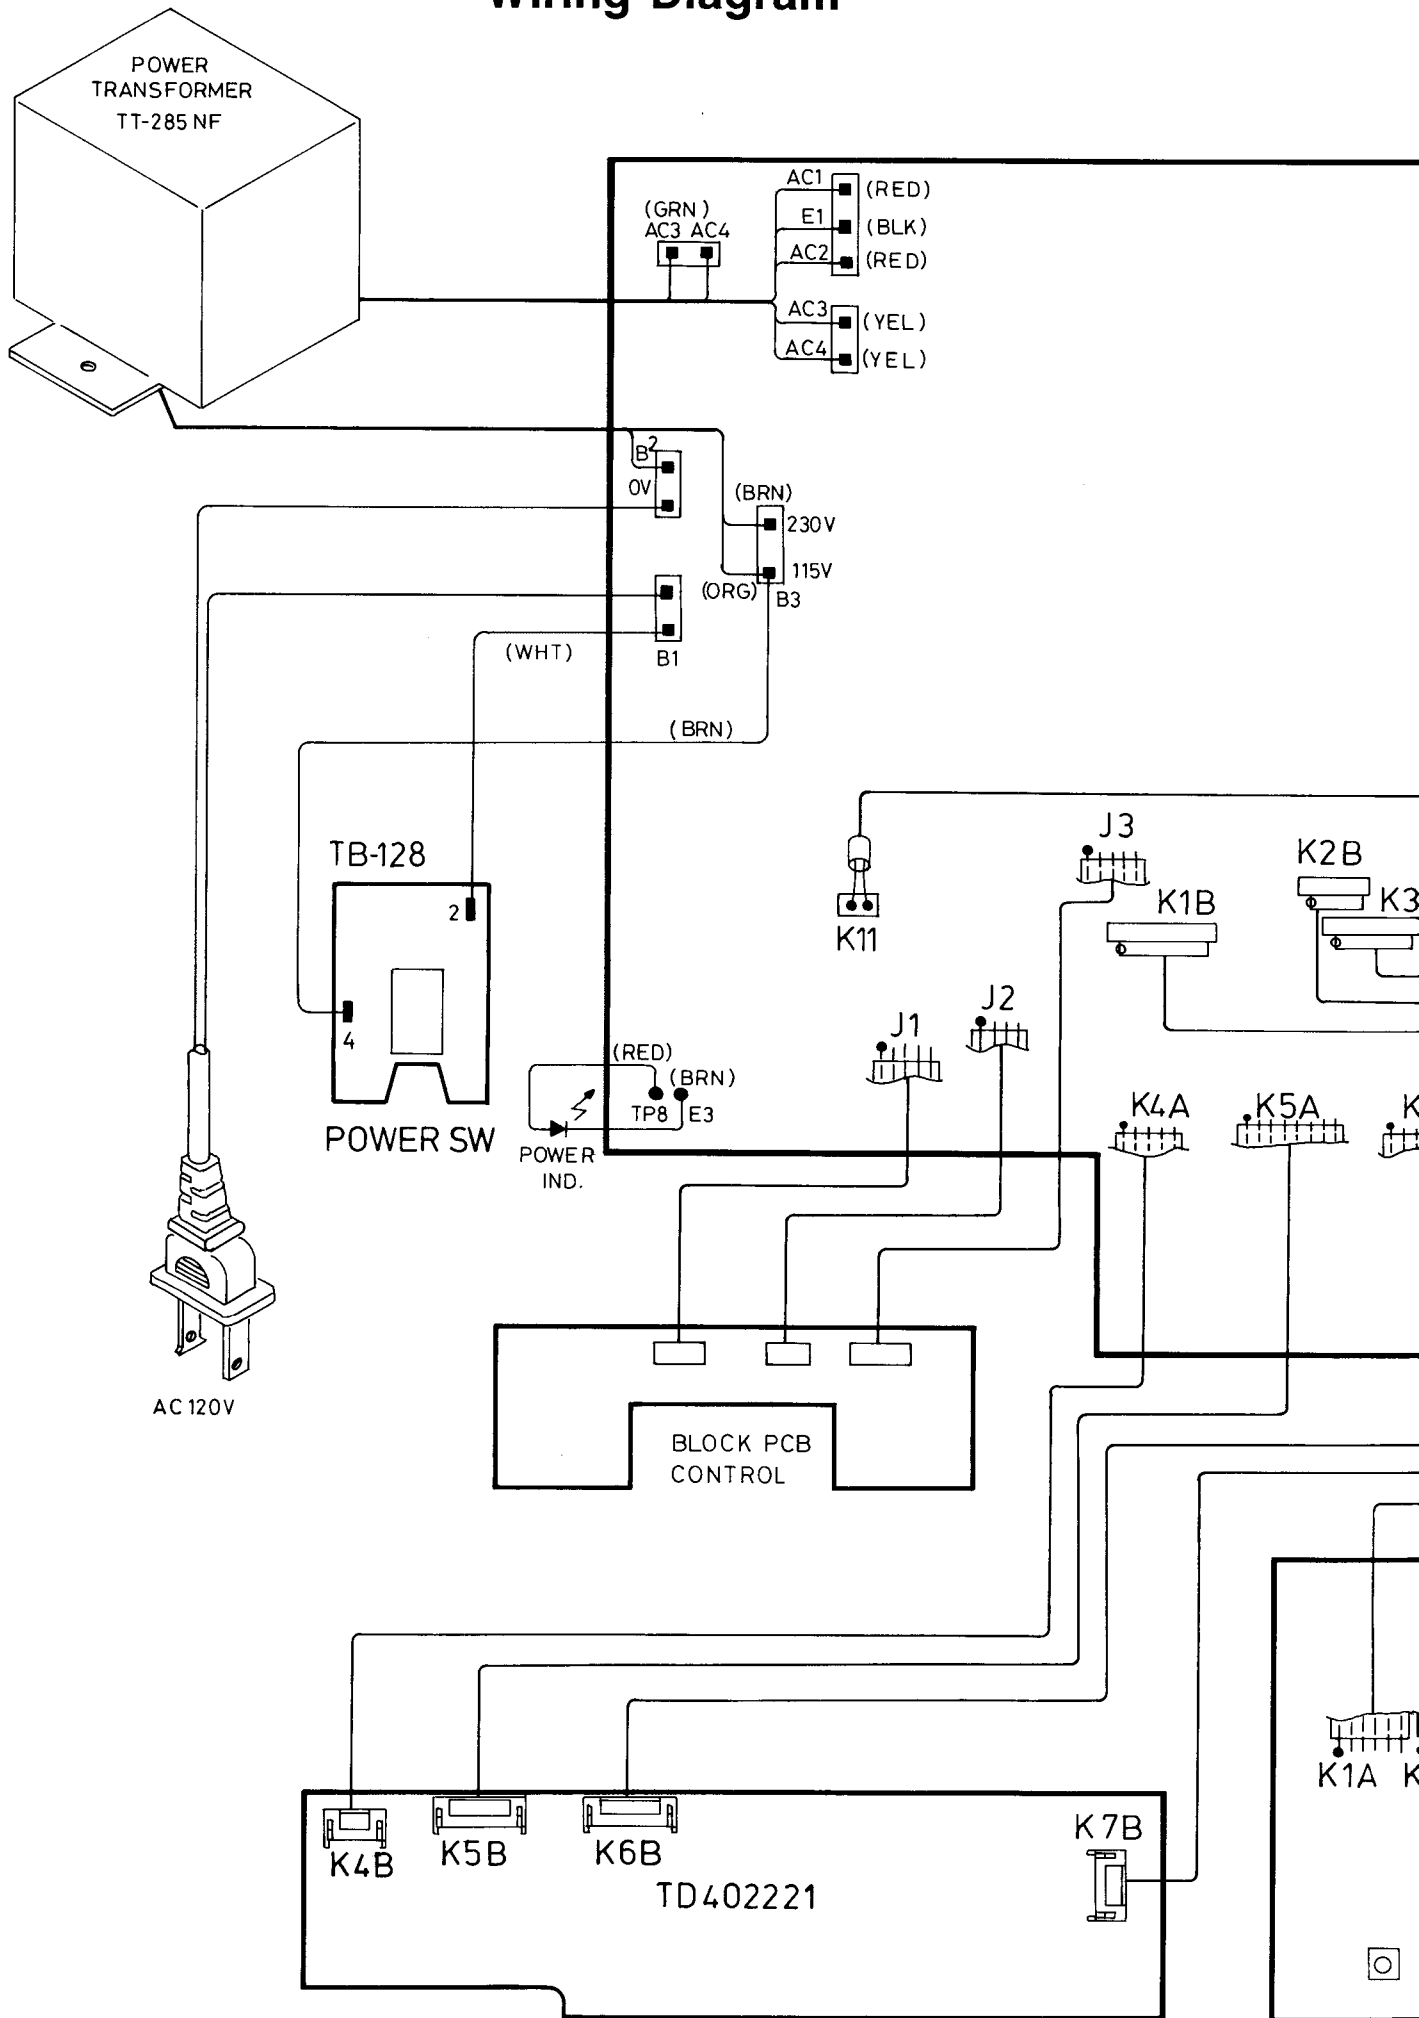 Wiring Diagram
POWER
TRANSFORMER
TT-285 NF
AC1 (RED)
E1 (BLK)
AC2 (RED)
(GRN)
AC3 AC4
AC3 (YEL)
AC4 (YEL)
B2
0V
(BRN)
230V
115V
(ORG) B3
(WHT) B1
(BRN)
TB-128
2
4
POWER SW
J3
K2B
K1B
K3
K11
J2
J1
(RED)
(BRN)
TP8 E3
POWER
IND.
K4A K5A K
AC 120V
BLOCK PCB
CONTROL
K1A K
K4B K5B K6B K7B
TD402221